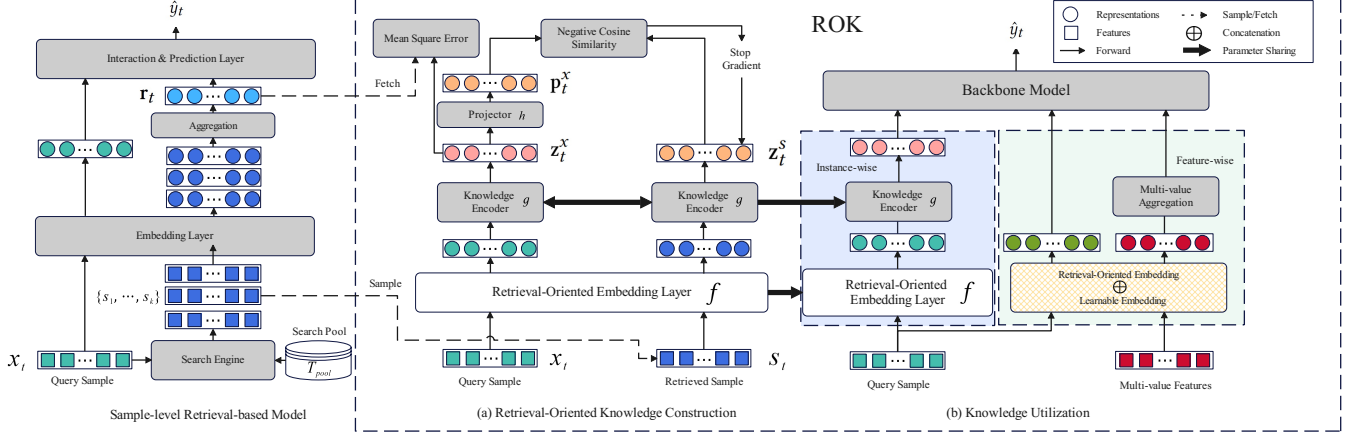 ŷt
Interaction & Prediction Layer
rt
Aggregation
Embedding Layer
{s1, ⋯, sk}
xt
Query Sample
Search Engine
Search Pool
Tpool
Sample-level Retrieval-based Model
Fetch
Sample
Mean Square Error
Negative Cosine
Similarity
Stop
Gradient
p_t^x
Projector h
z_t^x
z_t^s
Knowledge
Encoder g
Knowledge
Encoder g
Retrieval-Oriented Embedding Layer f
xt
Query Sample
st
Retrieved Sample
(a) Retrieval-Oriented Knowledge Construction
ROK
Representations
Features
Forward
Sample/Fetch
Concatenation
Parameter Sharing
ŷt
Backbone Model
Instance-wise
Feature-wise
Knowledge
Encoder g
Multi-value
Aggregation
Retrieval-Oriented
Embedding Layer f
Retrieval-Oriented Embedding
⊕
Learnable Embedding
Query Sample
Multi-value Features
(b) Knowledge Utilization